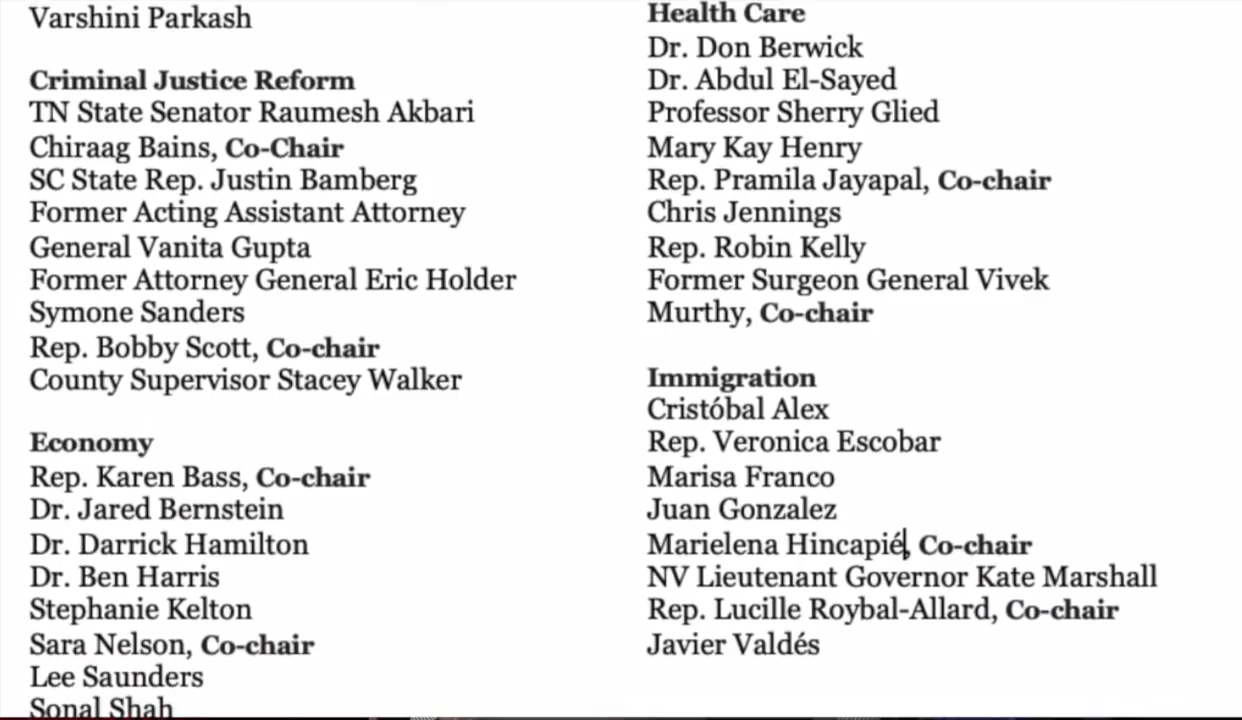 Varshini Parkash
Criminal Justice Reform
TN State Senator Raumesh Akbari
Chiraag Bains, Co-Chair
SC State Rep. Justin Bamberg
Former Acting Assistant Attorney
General Vanita Gupta
Former Attorney General Eric Holder
Symone Sanders
Rep. Bobby Scott, Co-chair
County Supervisor Stacey Walker
Economy
Rep. Karen Bass, Co-chair
Dr. Jared Bernstein
Dr. Darrick Hamilton
Dr. Ben Harris
Stephanie Kelton
Sara Nelson, Co-chair
Lee Saunders
Sonal Shah
Health Care
Dr. Don Berwick
Dr. Abdul El-Sayed
Professor Sherry Glied
Mary Kay Henry
Rep. Pramila Jayapal, Co-chair
Chris Jennings
Rep. Robin Kelly
Former Surgeon General Vivek
Murthy, Co-chair
Immigration
Cristóbal Alex
Rep. Veronica Escobar
Marisa Franco
Juan Gonzalez
Marielena Hincapié, Co-chair
NV Lieutenant Governor Kate Marshall
Rep. Lucille Roybal-Allard, Co-chair
Javier Valdés